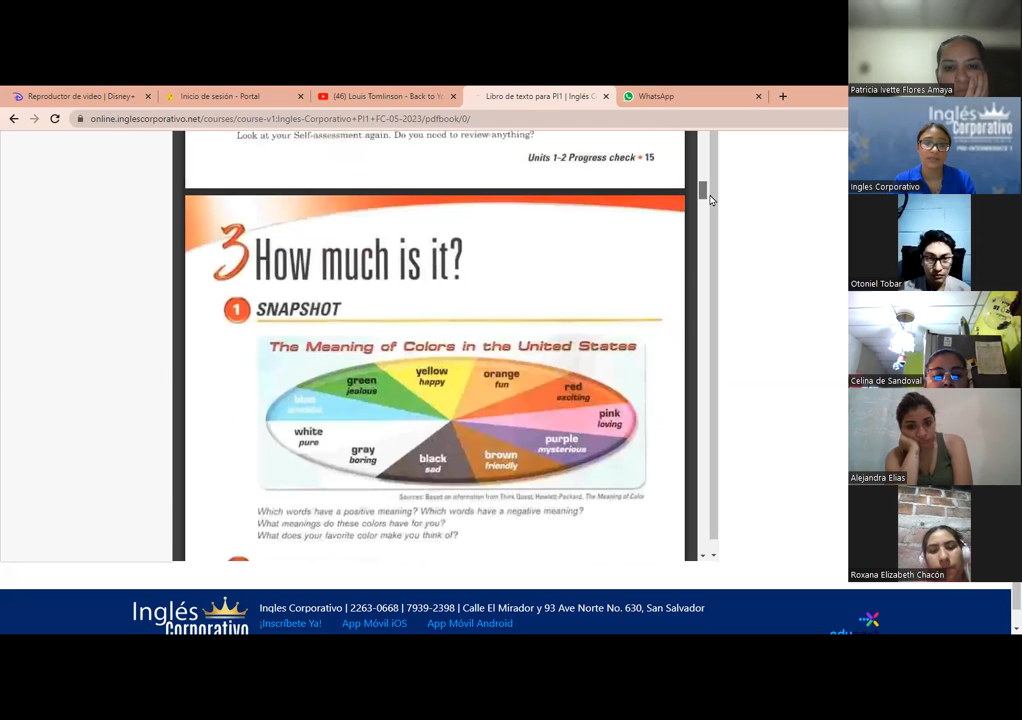 Reproductor de video | Disney+
Inicio de sesión - Portal
(46) Louis Tomlinson - Back to Yo
Libro de texto para PI1 | Inglés C
WhatsApp
online.inglescorporativo.net/courses/course-v1:Ingles-Corporativo+PI1+FC-05-2023/pdfbook/0/
Look at your Self-assessment again. Do you need to review anything?
Units 1–2 Progress check • 15
3 How much is it?
1 SNAPSHOT
The Meaning of Colors in the United States
yellow
happy
orange
fun
green
jealous
red
exciting
blue
pink
loving
white
pure
purple
mysterious
gray
boring
black
sad
brown
friendly
Sources: Based on information from Think Quest; Hewlett-Packard, The Meaning of Color
Which words have a positive meaning? Which words have a negative meaning?
What meanings do these colors have for you?
What does your favorite color make you think of?
Inglés
Corporativo
Ingles Corporativo | 2263-0668 | 7939-2398 | Calle El Mirador y 93 Ave Norte No. 630, San Salvador
¡Inscríbete Ya! App Móvil iOS App Móvil Android
Patricia Ivette Flores Amaya
Inglés
Corporativo
PRE-INTERMEDIATE 1
Ingles Corporativo
Otoniel Tobar
Celina de Sandoval
Alejandra Elias
Roxana Elizabeth Chacón